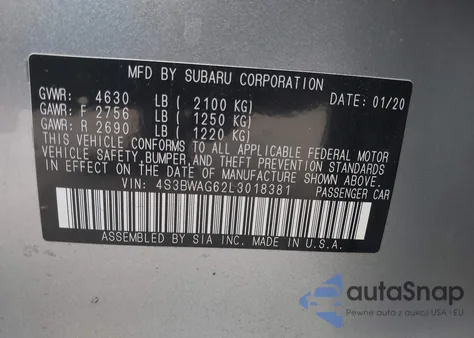 MFD BY SUBARU CORPORATION
GVWR: 4630 LB ( 2100 KG) DATE: 01/20
GAWR: F 2756 LB ( 1250 KG)
GAWR: R 2690 LB ( 1220 KG)
THIS VEHICLE CONFORMS TO ALL APPLICABLE FEDERAL MOTOR
VEHICLE SAFETY, BUMPER, AND THEFT PREVENTION STANDARDS
IN EFFECT ON THE DATE OF MANUFACTURE SHOWN ABOVE.
VIN: 4S3BWAG62L3018381 PASSENGER CAR
ASSEMBLED BY SIA INC. MADE IN U.S.A.
autoSnap
Pewne auta z aukcji USA i EU